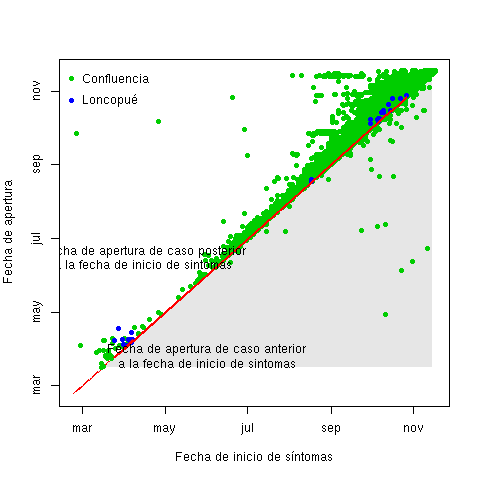 Confluencia
Loncopué
cha de apertura de caso posterior
a la fecha de inicio de síntomas
Fecha de apertura de caso anterior
a la fecha de inicio de sintomas
Fecha de apertura
mar
may
jul
sep
nov
mar
may
jul
sep
nov
Fecha de inicio de síntomas